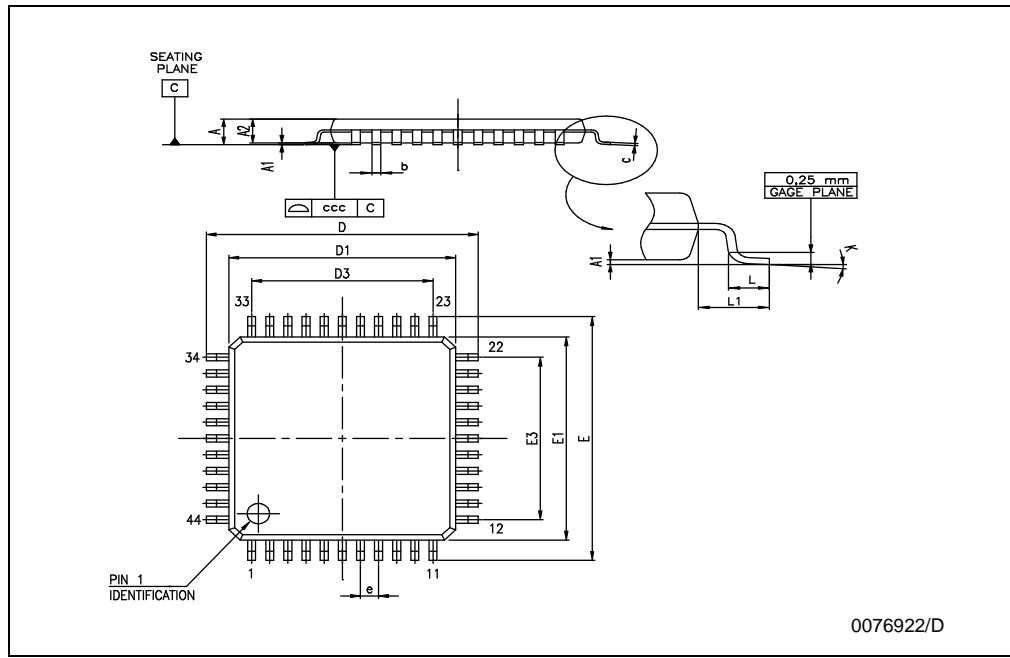 SEATING
PLANE
C
A
A2
A1
b
c
ccc C
0,25 mm
GAGE PLANE
A1
K
L
L1
D
D1
D3
33
23
34
22
E3
E1
E
44
12
1
11
e
PIN 1
IDENTIFICATION
0076922/D